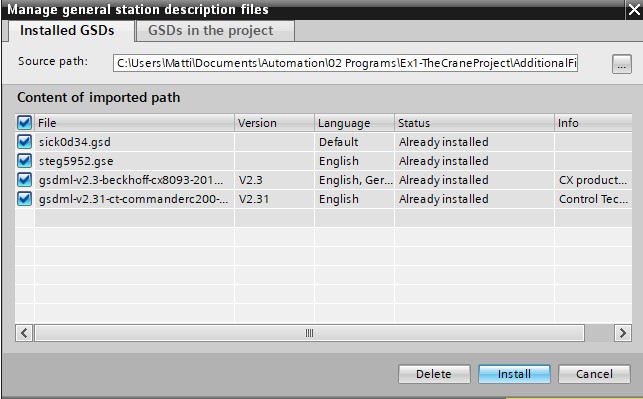 Manage general station description files
Installed GSDs GSDs in the project
Source path: C:\Users\Matti\Documents\Automation\02 Programs\Ex1-TheCraneProject\AdditionalFi ...
Content of imported path
File Version Language Status Info
sick0d34.gsd Default Already installed
steg5952.gse English Already installed
gsdml-v2.3-beckhoff-cx8093-201... V2.3 English, Ger... Already installed CX product...
gsdml-v2.31-ct-commanderc200-... V2.31 English Already installed Control Tec...
Delete Install Cancel